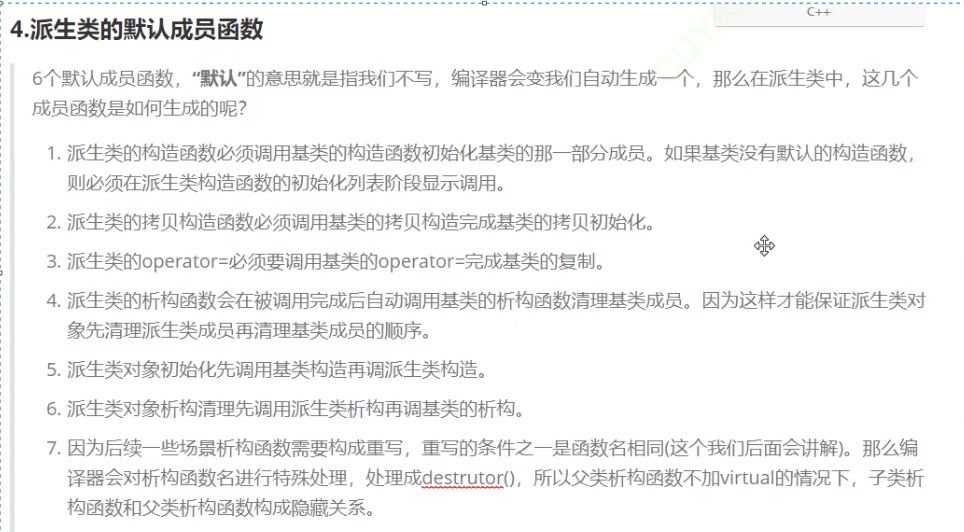 C++
4.派生类的默认成员函数
6个默认成员函数，“默认”的意思就是指我们不写，编译器会变我们自动生成一个，那么在派生类中，这几个
成员函数是如何生成的呢？
1. 派生类的构造函数必须调用基类的构造函数初始化基类的那一部分成员。如果基类没有默认的构造函数，
则必须在派生类构造函数的初始化列表阶段显示调用。
2. 派生类的拷贝构造函数必须调用基类的拷贝构造完成基类的拷贝初始化。
3. 派生类的operator=必须要调用基类的operator=完成基类的复制。
4. 派生类的析构函数会在被调用完成后自动调用基类的析构函数清理基类成员。因为这样才能保证派生类对
象先清理派生类成员再清理基类成员的顺序。
5. 派生类对象初始化先调用基类构造再调派生类构造。
6. 派生类对象析构清理先调用派生类析构再调基类的析构。
7. 因为后续一些场景析构函数需要构成重写，重写的条件之一是函数名相同(这个我们后面会讲解)。那么编
译器会对析构函数名进行特殊处理，处理成destrutor()，所以父类析构函数不加virtual的情况下，子类析
构函数和父类析构函数构成隐藏关系。